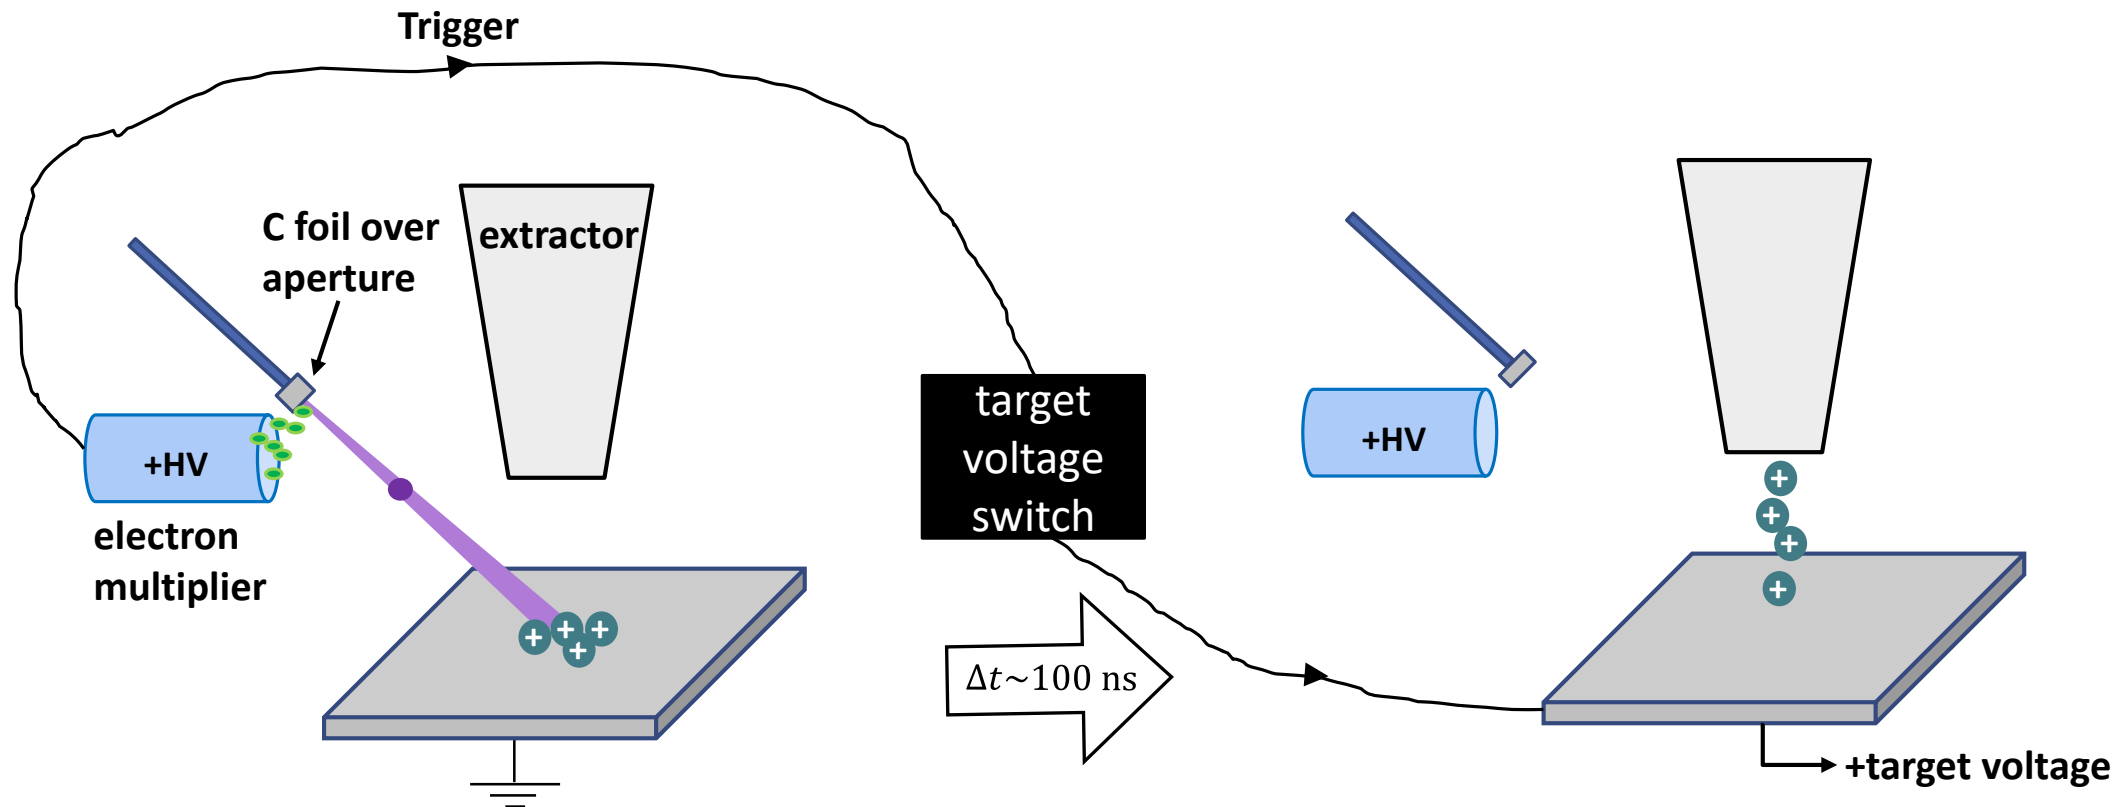 Trigger
C foil over
aperture
extractor
+HV
electron
multiplier
+
+
+
+
target
voltage
switch
Δt~100 ns
+HV
+
+
+
+
+target voltage